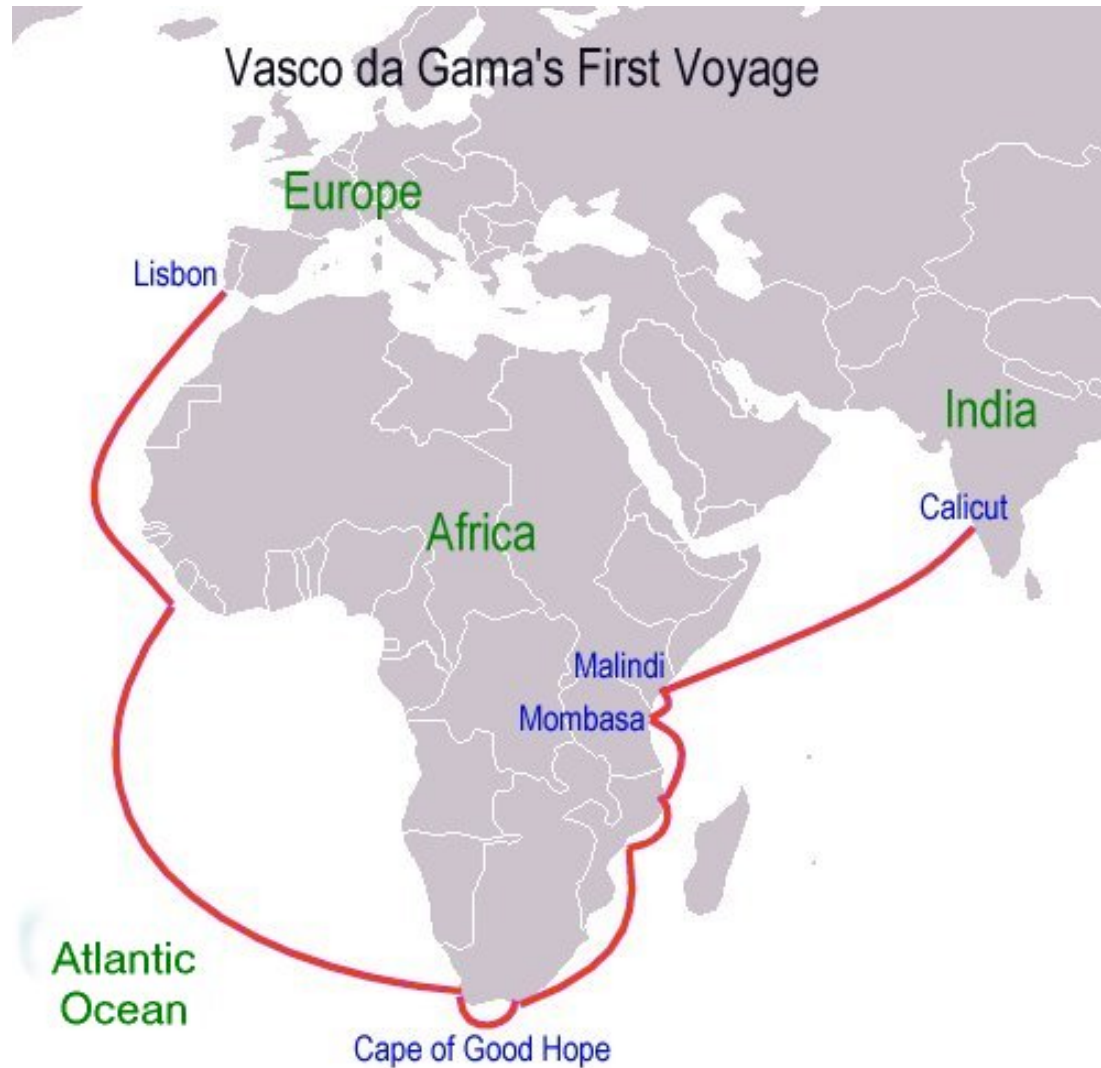 Vasco da Gama's First Voyage
Europe
Lisbon
India
Calicut
Africa
Malindi
Mombasa
Atlantic
Ocean
Cape of Good Hope